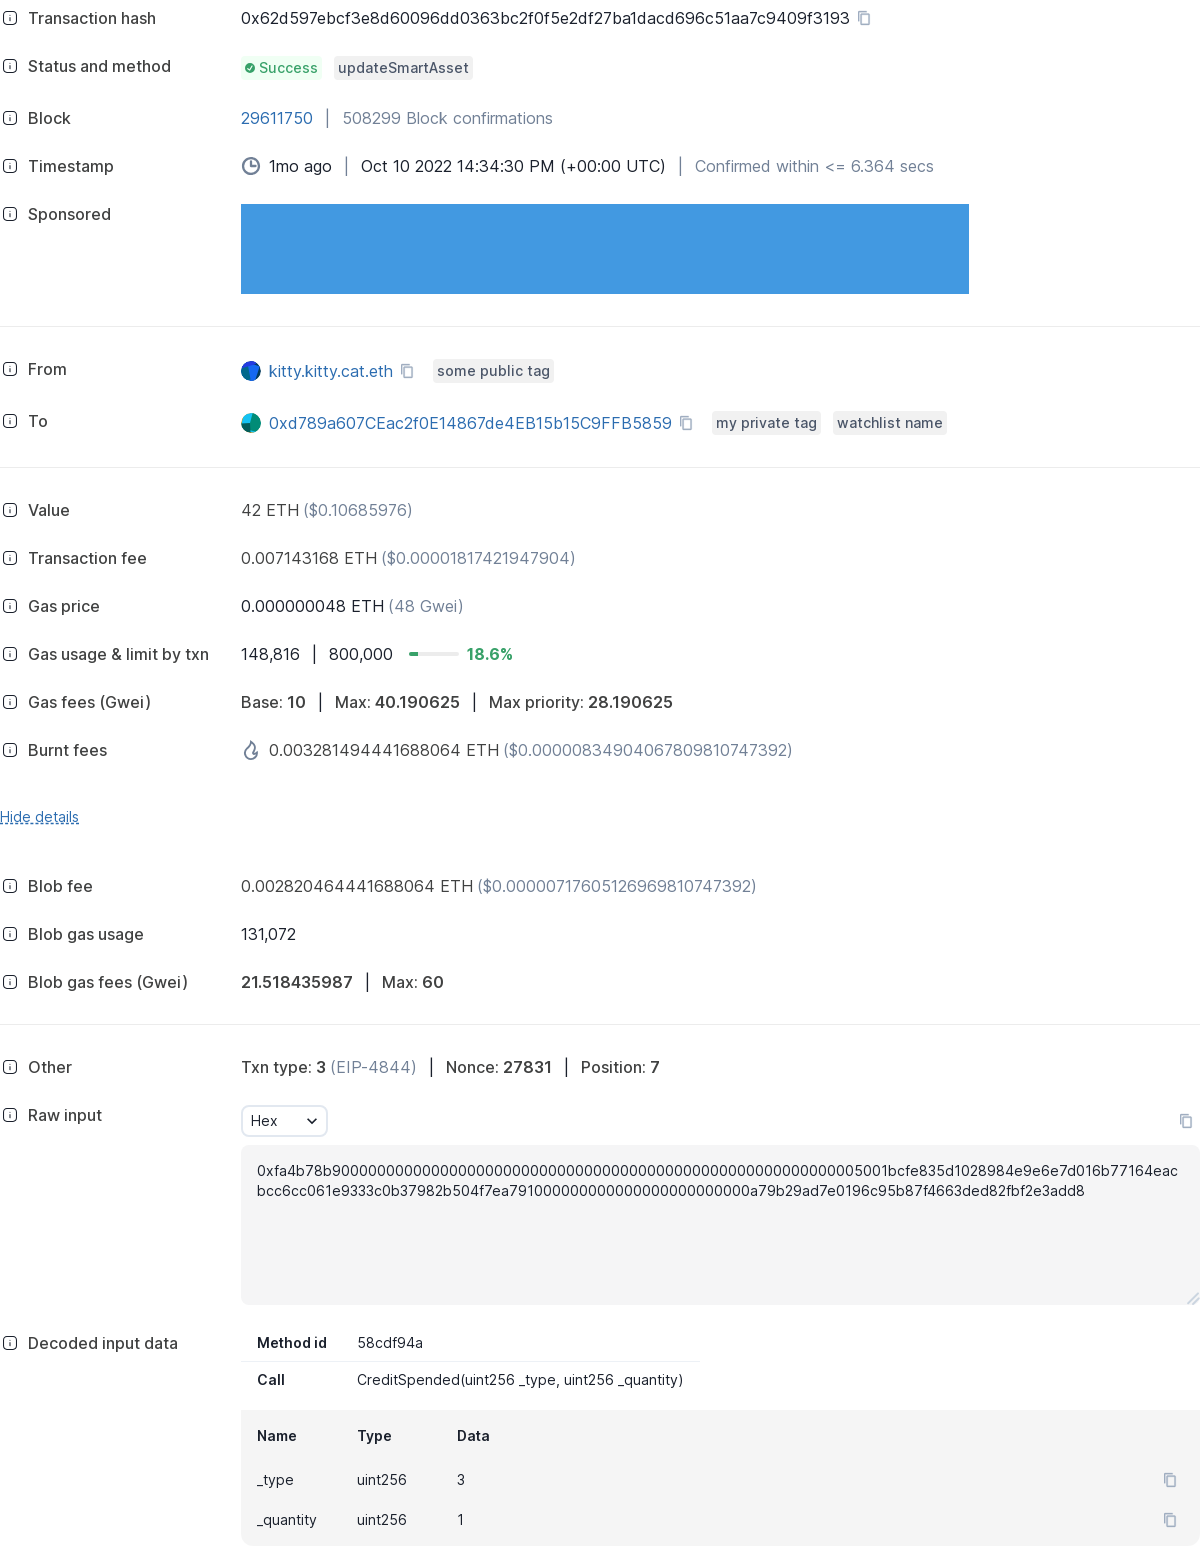 Transaction hash 0x62d597ebcf3e8d60096dd0363bc2f0f5e2df27ba1dacd696c51aa7c9409f3193
Status and method Success updateSmartAsset
Block 29611750 | 508299 Block confirmations
Timestamp 1mo ago | Oct 10 2022 14:34:30 PM (+00:00 UTC) | Confirmed within <= 6.364 secs
Sponsored
From kitty.kitty.cat.eth some public tag
To 0xd789a607CEac2f0E14867de4EB15b15C9FFB5859 my private tag watchlist name
Value 42 ETH ($0.10685976)
Transaction fee 0.007143168 ETH ($0.00001817421947904)
Gas price 0.000000048 ETH (48 Gwei)
Gas usage & limit by txn 148,816 | 800,000 18.6%
Gas fees (Gwei) Base: 10 | Max: 40.190625 | Max priority: 28.190625
Burnt fees 0.003281494441688064 ETH ($0.00000834904067809810747392)
Hide details
Blob fee 0.002820464441688064 ETH ($0.00000717605126969810747392)
Blob gas usage 131,072
Blob gas fees (Gwei) 21.518435987 | Max: 60
Other Txn type: 3 (EIP-4844) | Nonce: 27831 | Position: 7
Raw input Hex
0xfa4b78b90000000000000000000000000000000000000000000000000000000005001bcfe835d1028984e9e6e7d016b77164eac
bcc6cc061e9333c0b37982b504f7ea791000000000000000000000000a79b29ad7e0196c95b87f4663ded82fbf2e3add8
Decoded input data Method id 58cdf94a
Call CreditSpended(uint256 _type, uint256 _quantity)
Name Type Data
_type uint256 3
_quantity uint256 1